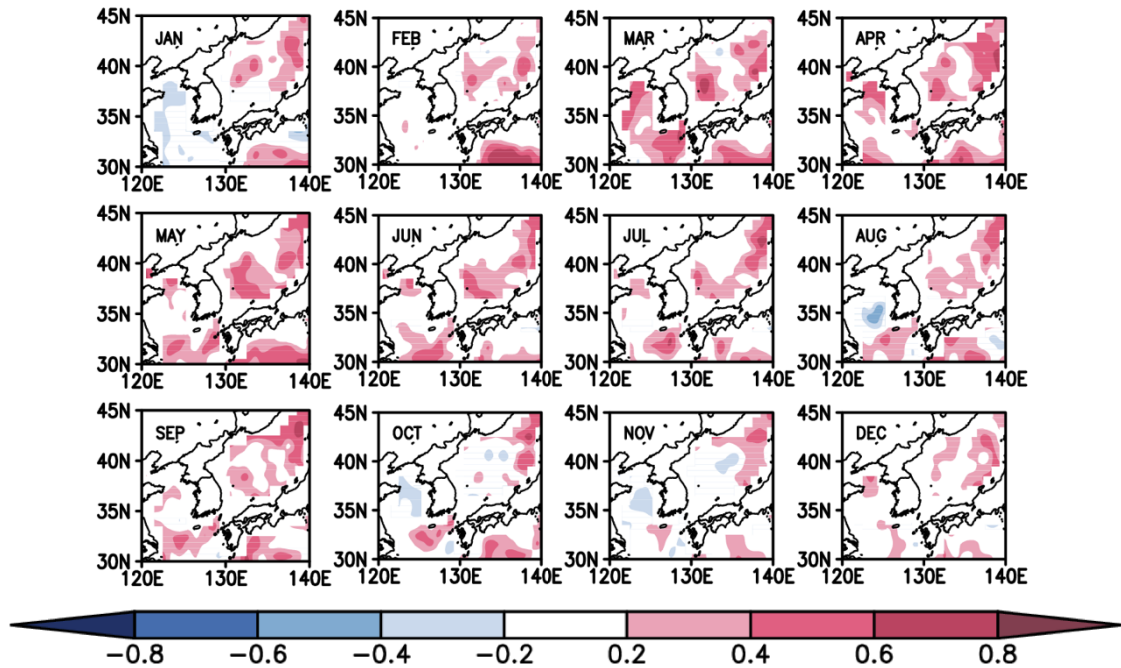 45N 45N 45N 45N
JAN FEB MAR APR
40N 40N 40N 40N
35N 35N 35N 35N
30N 30N 30N 30N
120E 130E 140E 120E 130E 140E 120E 130E 140E 120E 130E 140E
45N 45N 45N 45N
MAY JUN JUL AUG
40N 40N 40N 40N
35N 35N 35N 35N
30N 30N 30N 30N
120E 130E 140E 120E 130E 140E 120E 130E 140E 120E 130E 140E
45N 45N 45N 45N
SEP OCT NOV DEC
40N 40N 40N 40N
35N 35N 35N 35N
30N 30N 30N 30N
120E 130E 140E 120E 130E 140E 120E 130E 140E 120E 130E 140E
−0.8 −0.6 −0.4 −0.2 0.2 0.4 0.6 0.8